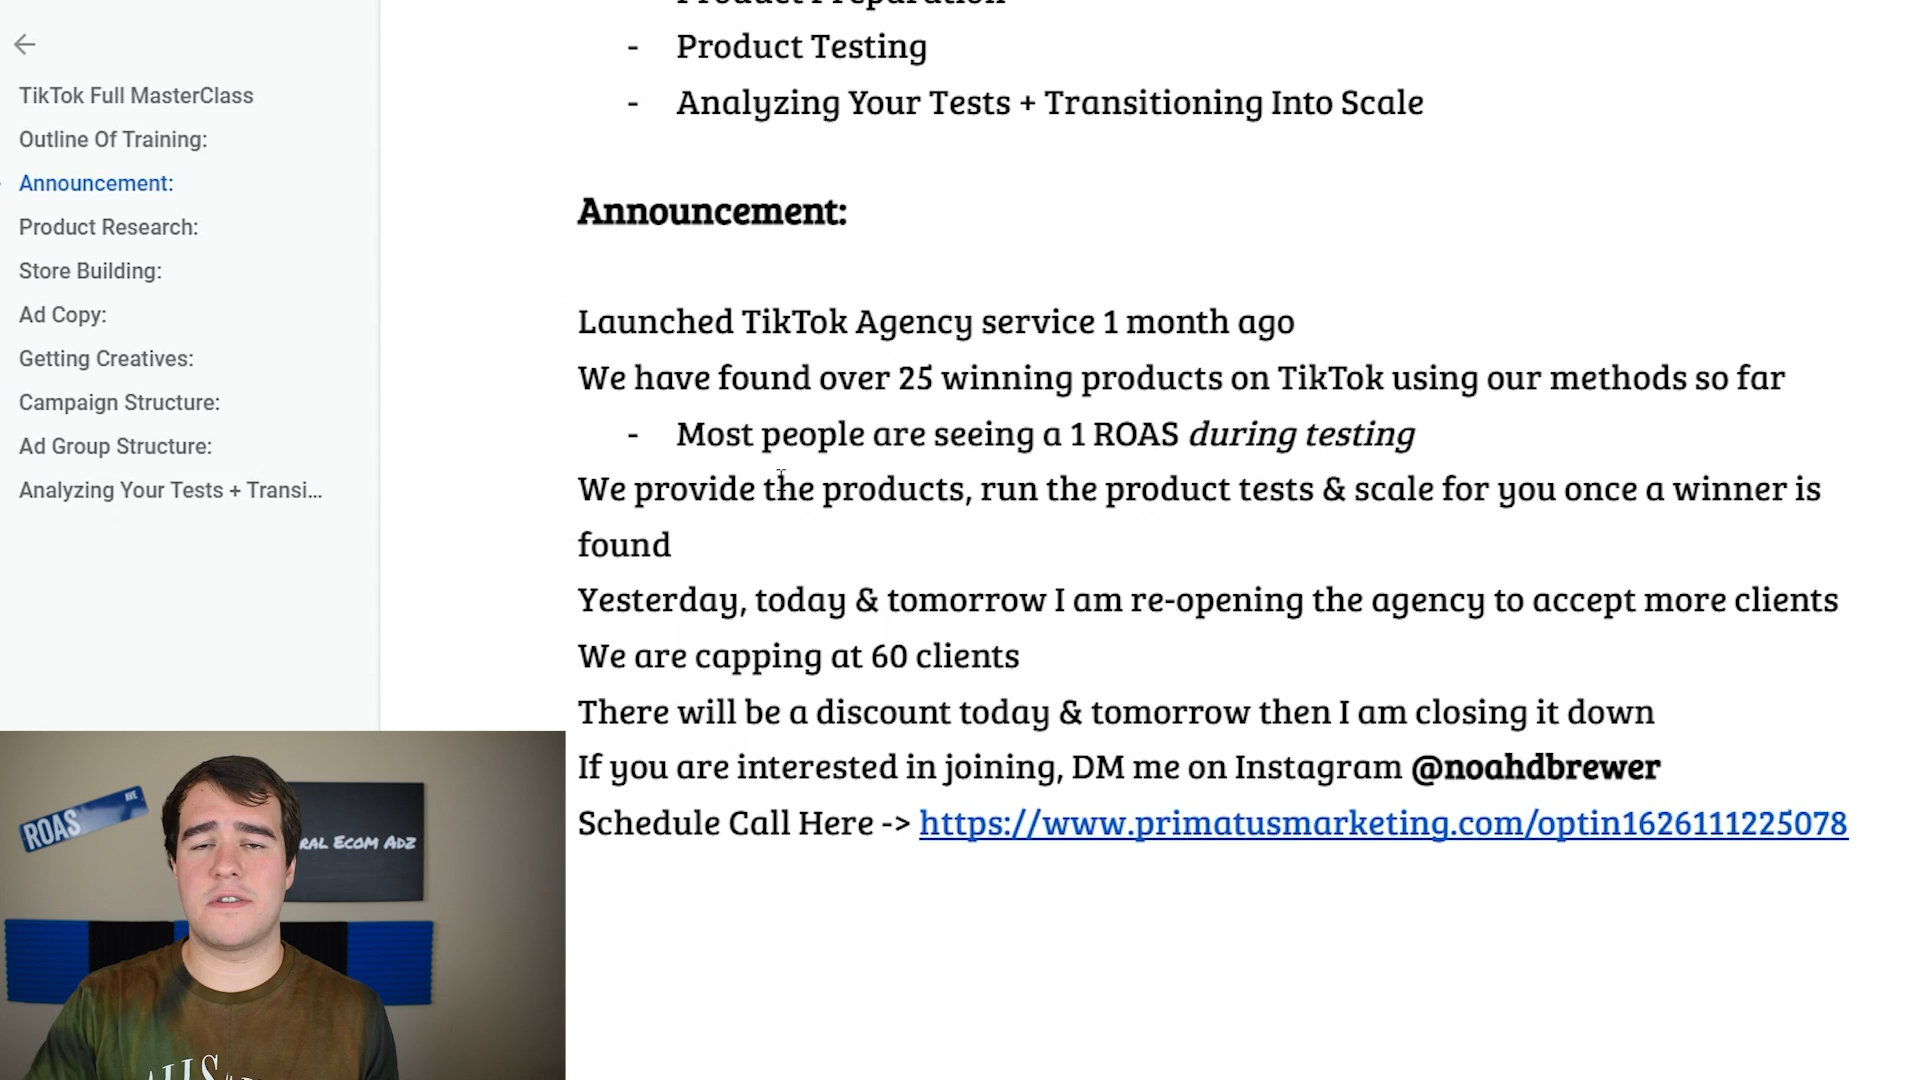 Product Preparation
- Product Testing
- Analyzing Your Tests + Transitioning Into Scale
TikTok Full MasterClass
Outline Of Training:
Announcement:
Product Research:
Store Building:
Ad Copy:
Getting Creatives:
Campaign Structure:
Ad Group Structure:
Analyzing Your Tests + Transi...
Announcement:
Launched TikTok Agency service 1 month ago
We have found over 25 winning products on TikTok using our methods so far
- Most people are seeing a 1 ROAS during testing
We provide the products, run the product tests & scale for you once a winner is
found
Yesterday, today & tomorrow I am re-opening the agency to accept more clients
We are capping at 60 clients
There will be a discount today & tomorrow then I am closing it down
If you are interested in joining, DM me on Instagram @noahdbrewer
Schedule Call Here -> https://www.primatusmarketing.com/optin1626111225078
ROAS AVE
RAL ECOM ADZ